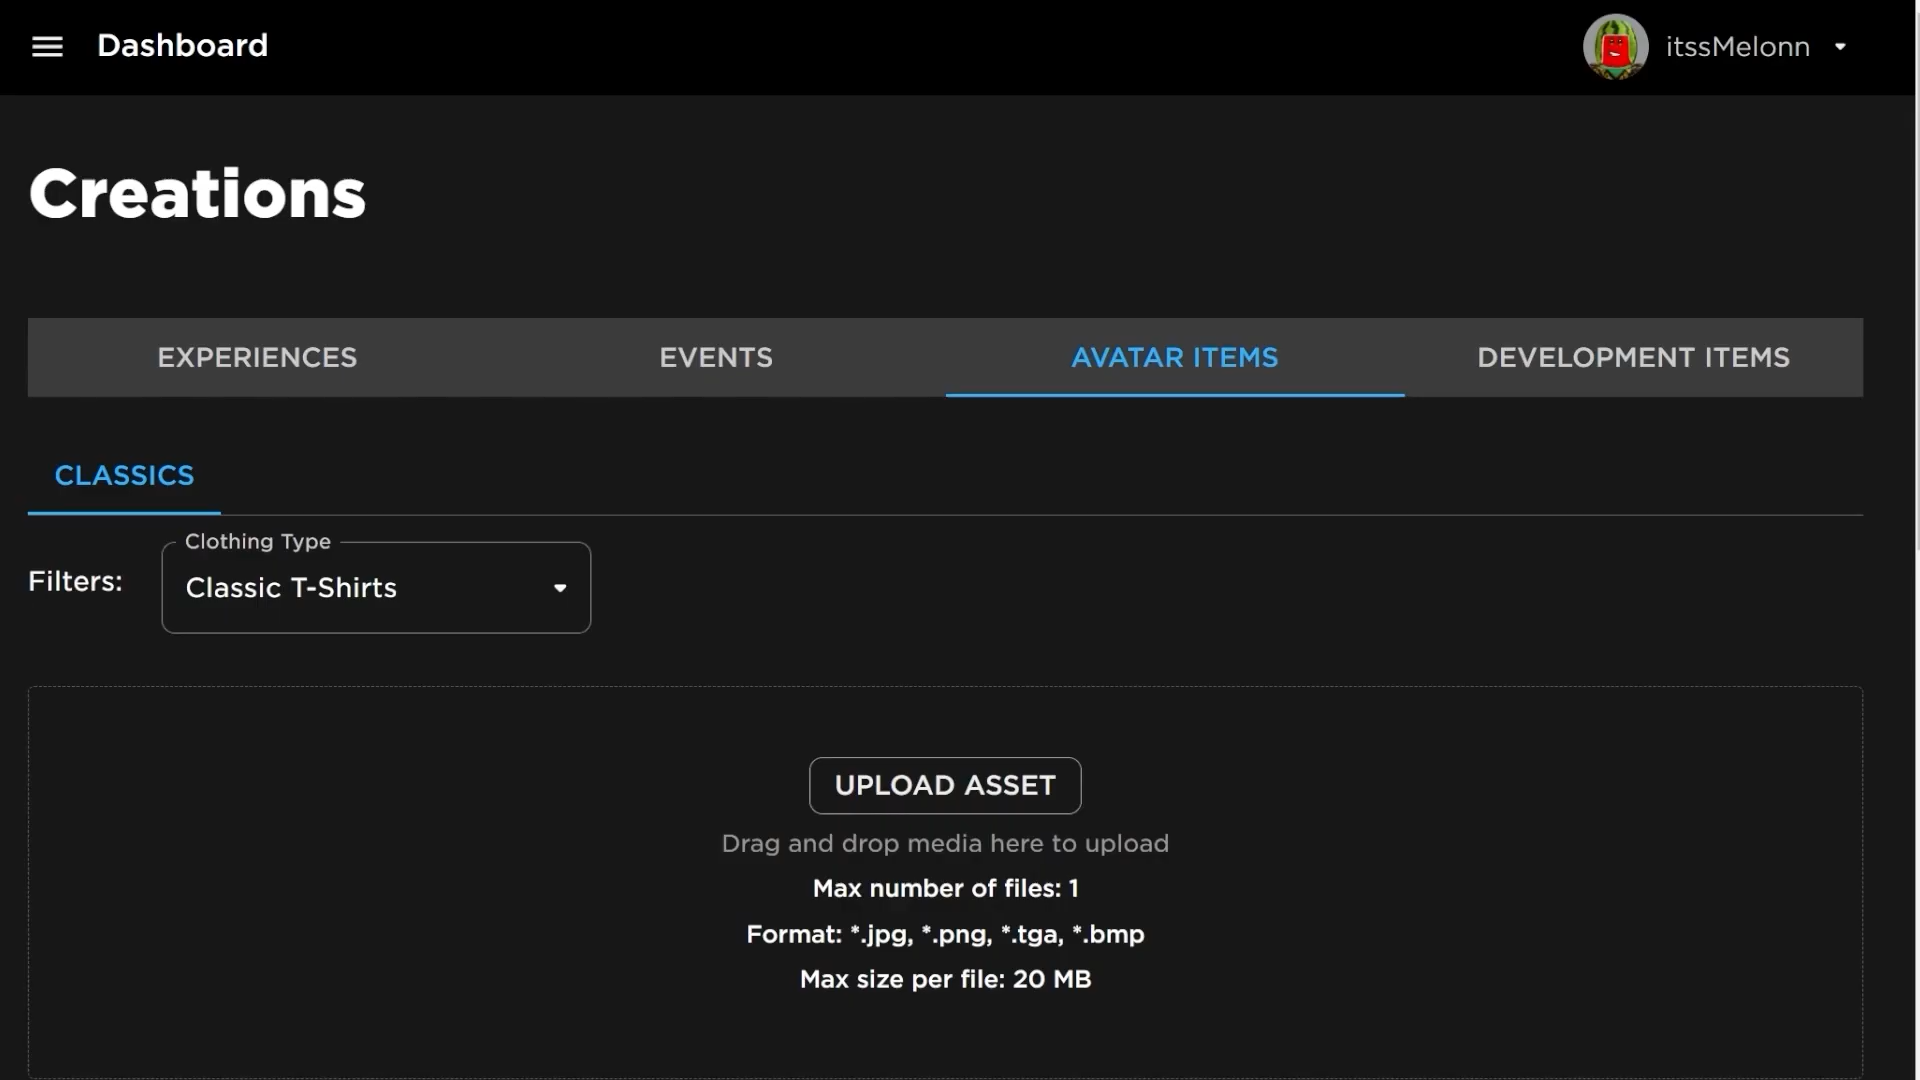 Dashboard
itssMelonn
Creations
EXPERIENCES
EVENTS
AVATAR ITEMS
DEVELOPMENT ITEMS
CLASSICS
Filters:
Clothing Type
Classic T-Shirts
UPLOAD ASSET
Drag and drop media here to upload
Max number of files: 1
Format: *.jpg, *.png, *.tga, *.bmp
Max size per file: 20 MB